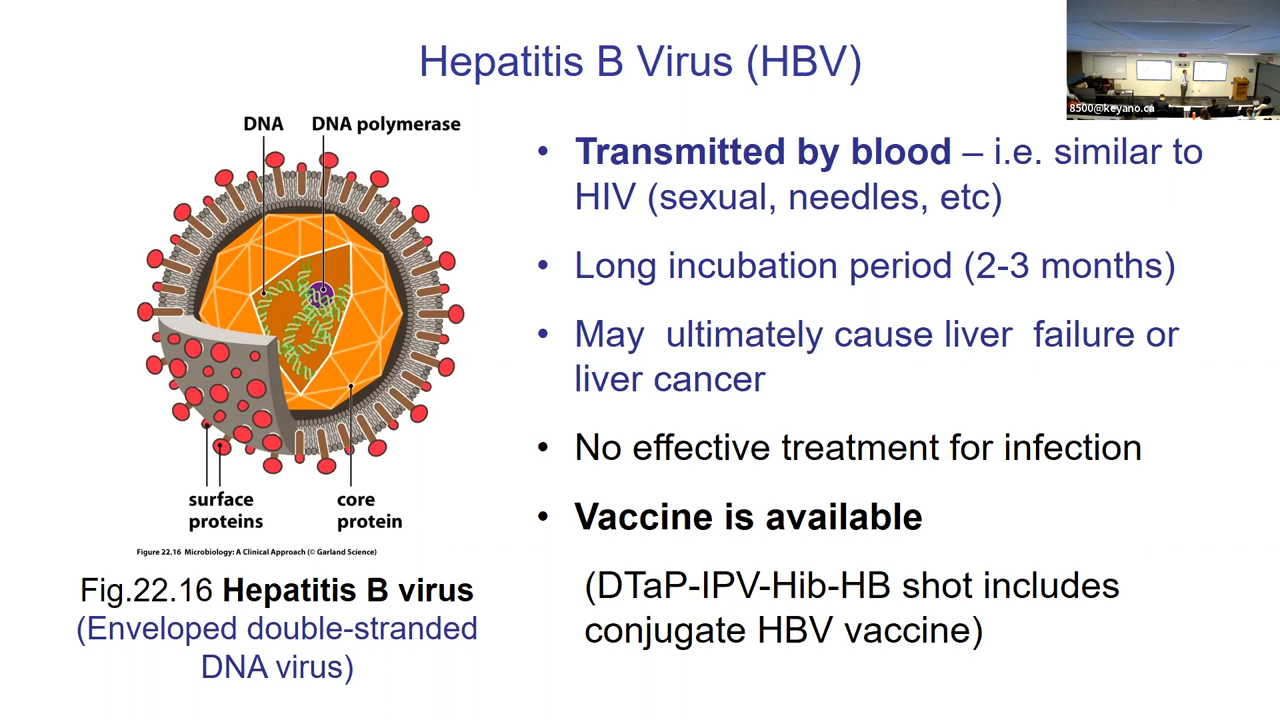 Hepatitis B Virus (HBV)
8500@keyano.ca
DNA DNA polymerase
surface proteins
core protein
Figure 22.16 Microbiology: A Clinical Approach (© Garland Science)
Fig.22.16 Hepatitis B virus
(Enveloped double-stranded
DNA virus)
• Transmitted by blood – i.e. similar to
HIV (sexual, needles, etc)
• Long incubation period (2-3 months)
• May ultimately cause liver failure or
liver cancer
• No effective treatment for infection
• Vaccine is available
(DTaP-IPV-Hib-HB shot includes
conjugate HBV vaccine)